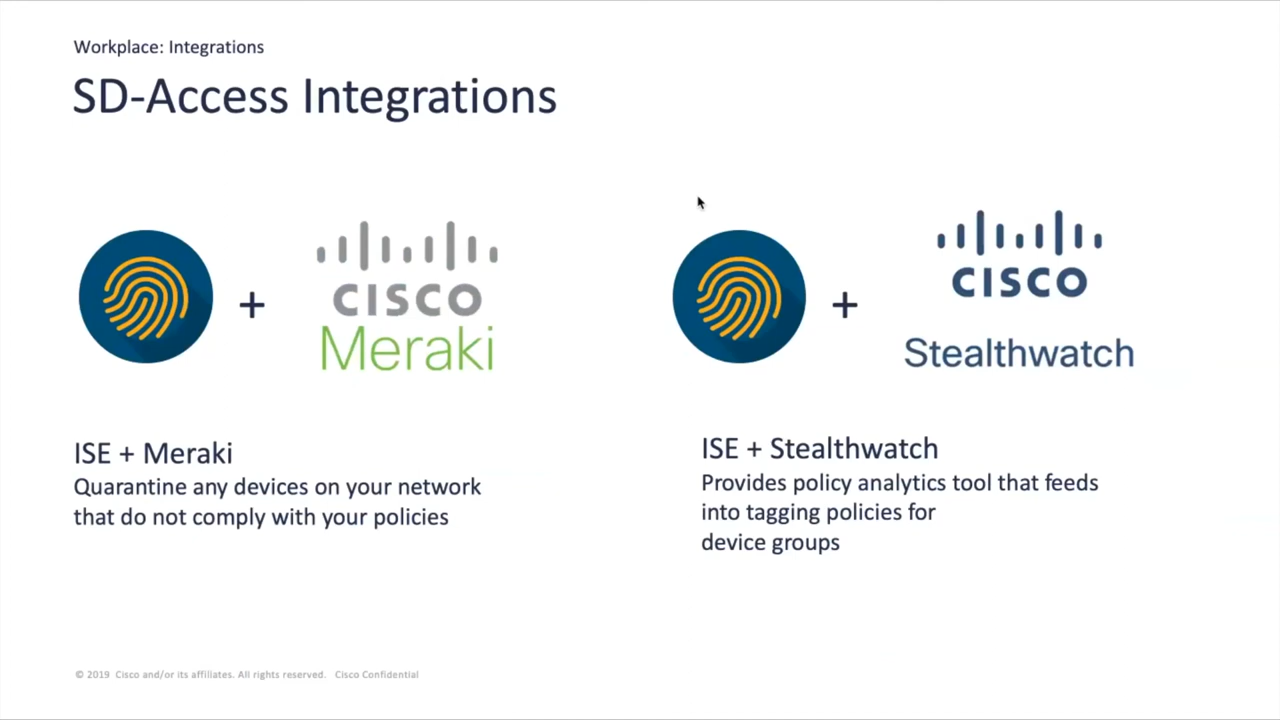 Workplace: Integrations
SD-Access Integrations
+
CISCO
Meraki
+
CISCO
Stealthwatch
ISE + Meraki
Quarantine any devices on your network
that do not comply with your policies
ISE + Stealthwatch
Provides policy analytics tool that feeds
into tagging policies for
device groups
© 2019 Cisco and/or its affiliates. All rights reserved. Cisco Confidential